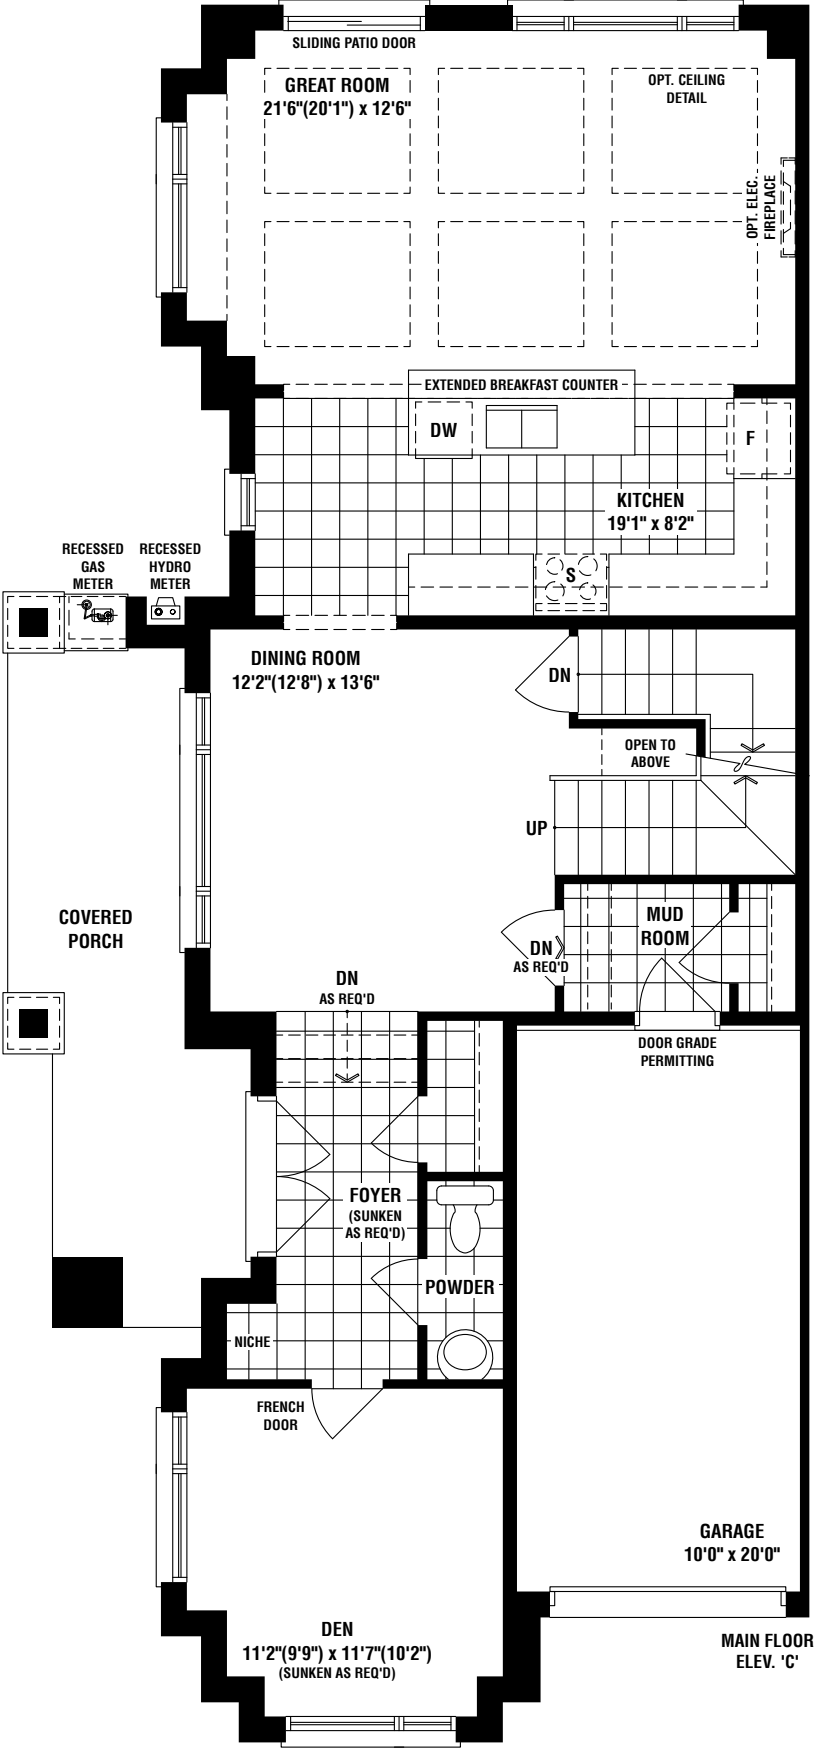 SLIDING PATIO DOOR
GREAT ROOM
21'6"(20'1") x 12'6"
OPT. CEILING
DETAIL
OPT. ELEC.
FIREPLACE
EXTENDED BREAKFAST COUNTER
DW
F
KITCHEN
19'1" x 8'2"
S
RECESSED
GAS
METER
RECESSED
HYDRO
METER
DINING ROOM
12'2"(12'8") x 13'6"
DN
OPEN TO
ABOVE
UP
COVERED
PORCH
MUD
ROOM
DN
AS REQ'D
DN
AS REQ'D
DOOR GRADE
PERMITTING
FOYER
(SUNKEN
AS REQ'D)
POWDER
NICHE
FRENCH
DOOR
GARAGE
10'0" x 20'0"
DEN
11'2"(9'9") x 11'7"(10'2")
(SUNKEN AS REQ'D)
MAIN FLOOR
ELEV. 'C'